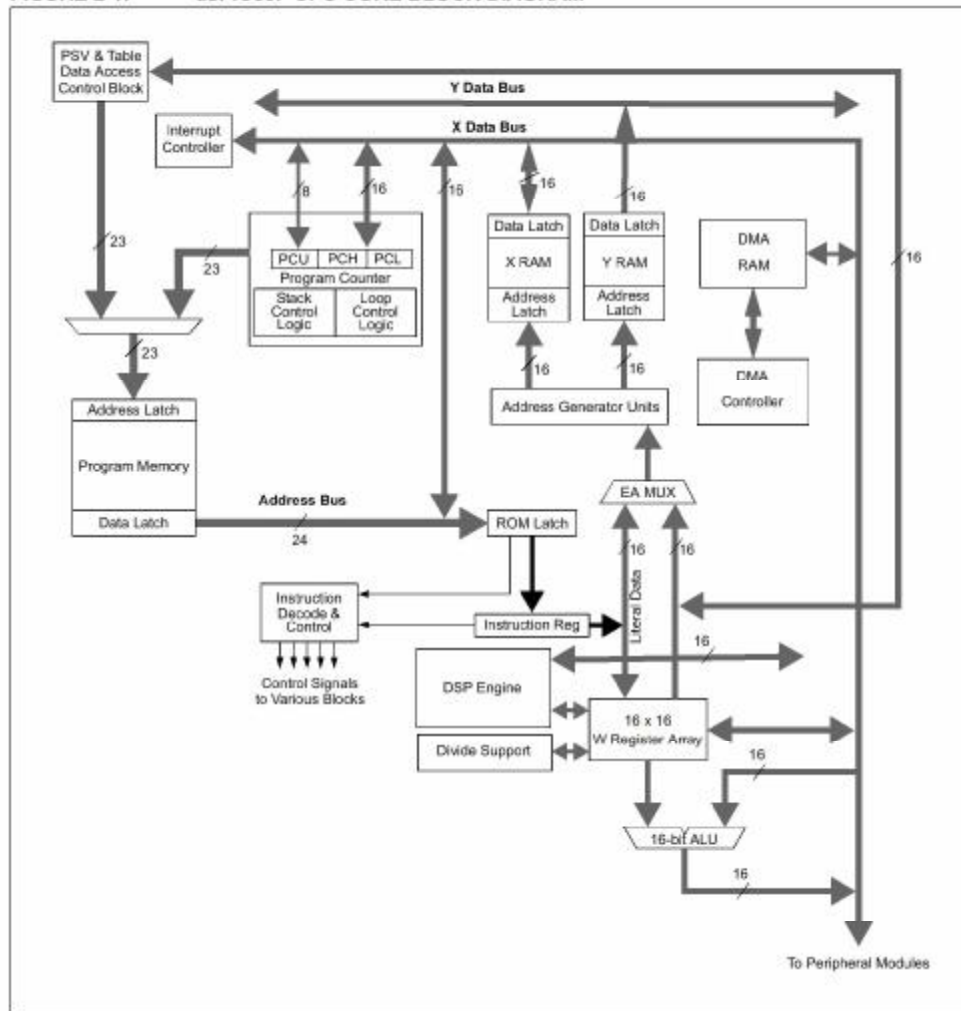 PSV & Table
Data Access
Control Block
Y Data Bus
X Data Bus
Interrupt
Controller
8
16
16
16
16
23
23
16
PCU
PCH
PCL
Program Counter
Stack
Control
Logic
Loop
Control
Logic
Data Latch
X RAM
Address
Latch
Data Latch
Y RAM
Address
Latch
DMA
RAM
23
16
16
DMA
Controller
Address Generator Units
Address Latch
Program Memory
Data Latch
EA MUX
Address Bus
24
ROM Latch
16
16
Literal Data
Instruction
Decode &
Control
Instruction Reg
Control Signals
to Various Blocks
16
DSP Engine
16 x 16
W Register Array
Divide Support
16
16-bit ALU
16
To Peripheral Modules